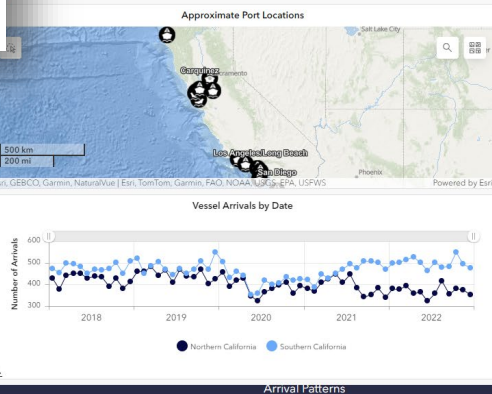 Approximate Port Locations
Salt Lake City
Carquinez
ramento
500 km
200 mi
Los Angeles/Long Beach
San Diego
Phoenix
GEBCO, Garmin, NaturalVue | Esri, TomTom, Garmin, FAO, NOAA, USGS, EPA, USFWS
Powered by Esri
Vessel Arrivals by Date
Number of Arrivals
600
500
400
300
2018
2019
2020
2021
2022
Northern California
Southern California
Arrival Patterns